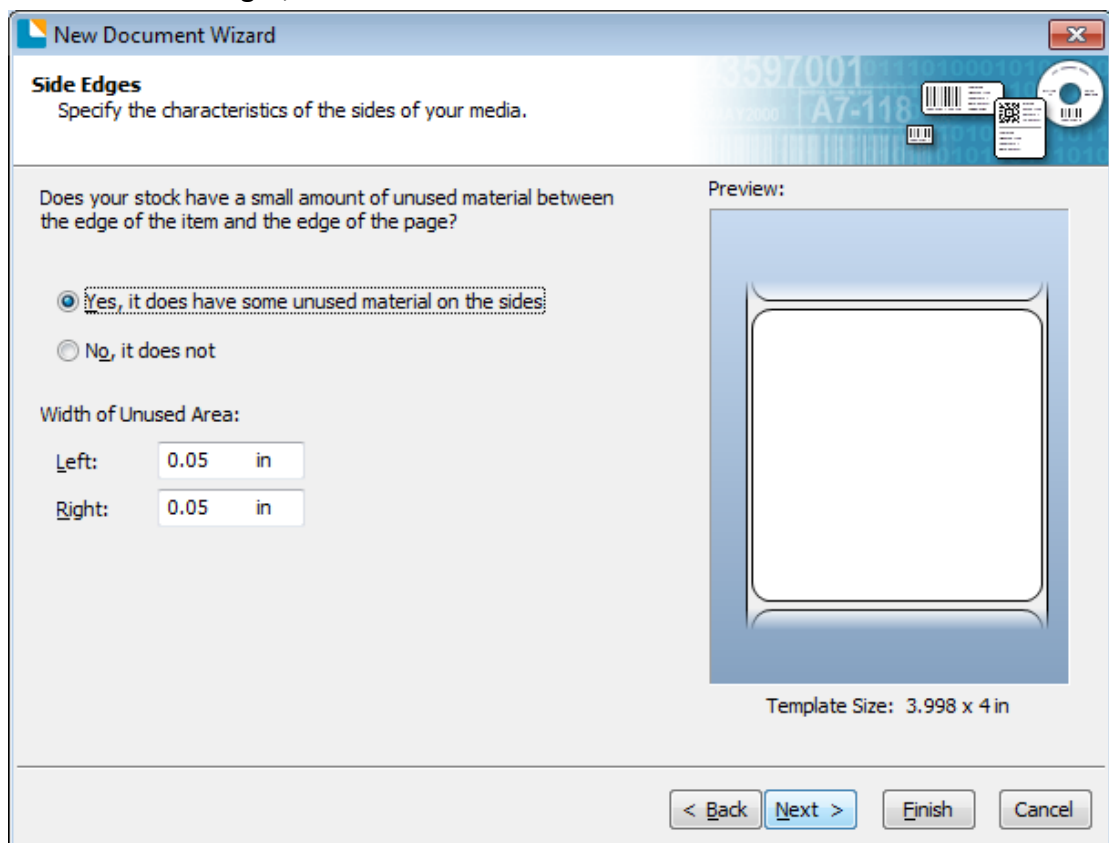 New Document Wizard
Side Edges
Specify the characteristics of the sides of your media.
3597001
A7-118
Does your stock have a small amount of unused material between
the edge of the item and the edge of the page?
Preview:
Yes, it does have some unused material on the sides
No, it does not
Width of Unused Area:
Left: 0.05 in
Right: 0.05 in
Template Size: 3.998 x 4 in
< Back Next > Finish Cancel